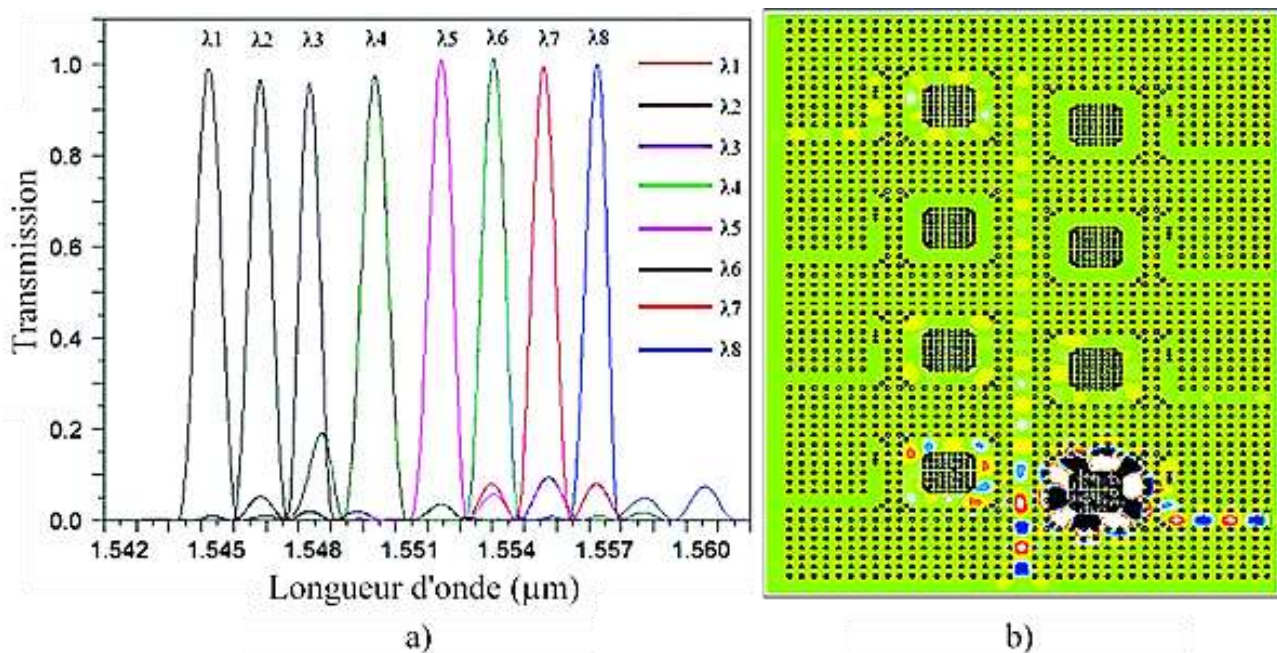 λ1 λ2 λ3 λ4 λ5 λ6 λ7 λ8
1.0
0.8
0.6
0.4
0.2
0.0
Transmission
λ1
λ2
λ3
λ4
λ5
λ6
λ7
λ8
1.542 1.545 1.548 1.551 1.554 1.557 1.560
Longueur d'onde (µm)
a) b)